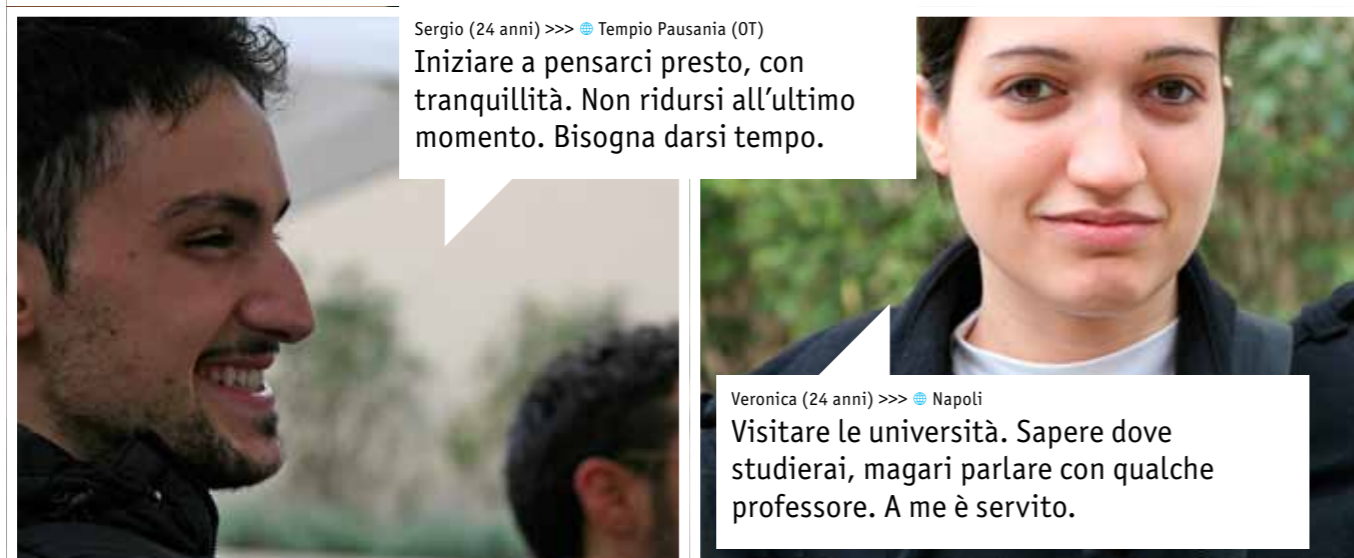 Sergio (24 anni) >>> Tempio Pausania (OT)
Iniziare a pensarci presto, con
tranquillità. Non ridursi all’ultimo
momento. Bisogna darsi tempo.
Veronica (24 anni) >>> Napoli
Visitare le università. Sapere dove
studierai, magari parlare con qualche
professore. A me è servito.